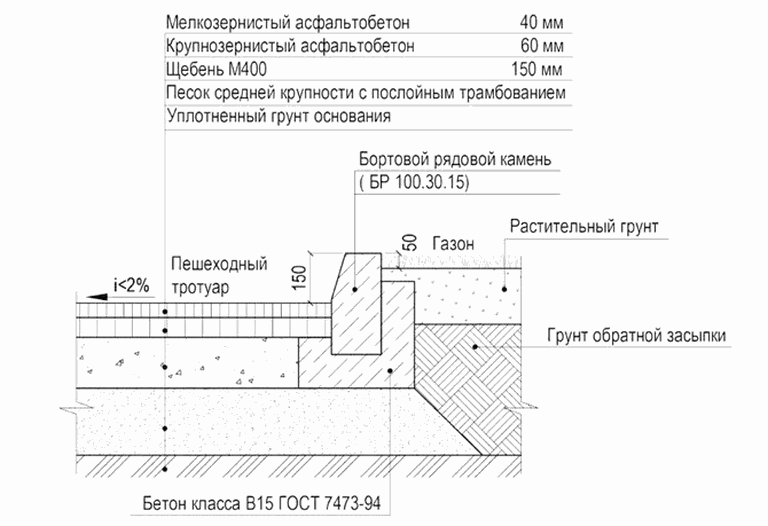 Мелкозернистый асфальтобетон 40 мм
Крупнозернистый асфальтобетон 60 мм
Щебень М400 150 мм
Песок средней крупности с послойным трамбованием
Уплотненный грунт основания
Бортовой рядовой камень
( БР 100.30.15)
Растительный грунт
50
Газон
Пешеходный
тротуар
150
i<2%
Грунт обратной засыпки
Бетон класса В15 ГОСТ 7473-94